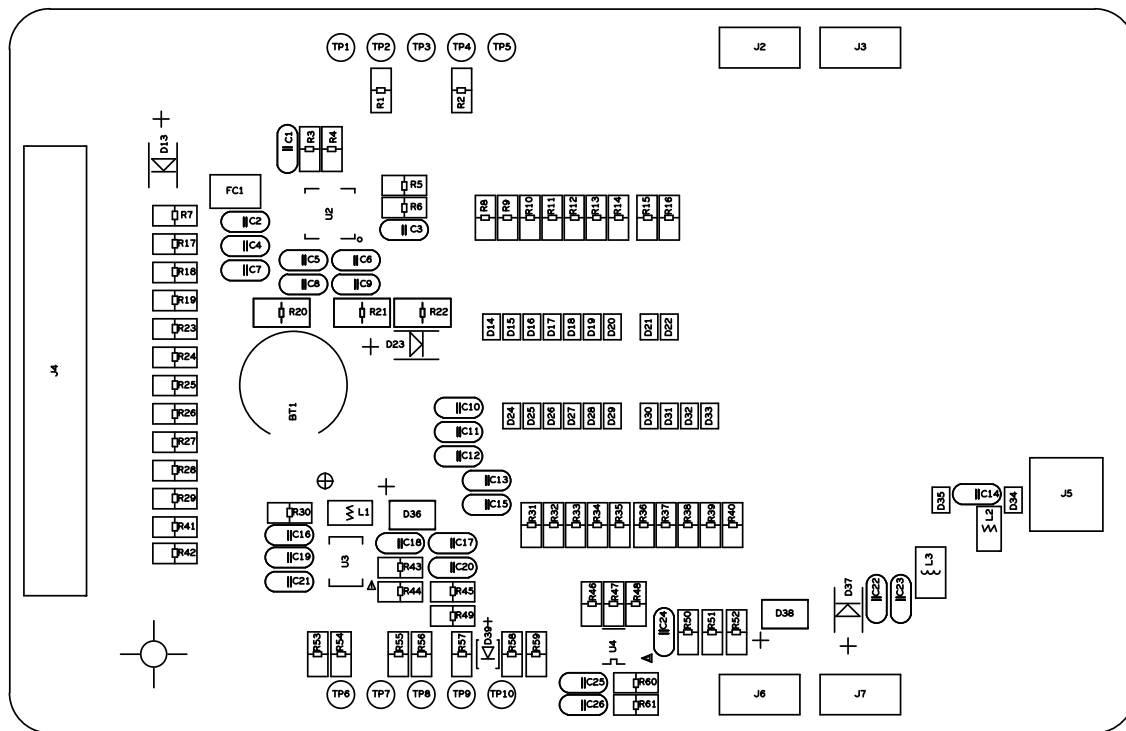 TP1 TP2 TP3 TP4 TP5 J2 J3
R1 R2
D13 C1 R3 R4
FC1 R5
R6
U2
R7 C2 C3 R8 R9 R10 R11 R12 R13 R14 R15 R16
R17 C4
R18 C7 C5 C6
C8 C9
R19 R20 R21 R22
R23 D23 D14 D15 D16 D17 D18 D19 D20 D21 D22
R24
J4
R25
R26 BT1 C10 D24 D25 D26 D27 D28 D29 D30 D31 D32 D33
R27 C11
R28 C12
C13
R29 R30 L1 D36 C15 D35 C14 D34 J5
R41 R31 R32 R33 R34 R35 R36 R37 R38 R39 R40 L2
R42 C16 C18 C17
C19 U3 R43 C20 L3
C21 R44 R45 R46 R47 R48 D37 C22 C23
R49 C24 R50 R51 R52 D38
R53 R54 R55 R56 R57 D39 R58 R59 U4
TP6 TP7 TP8 TP9 TP10 C25 R60 J6 J7
C26 R61